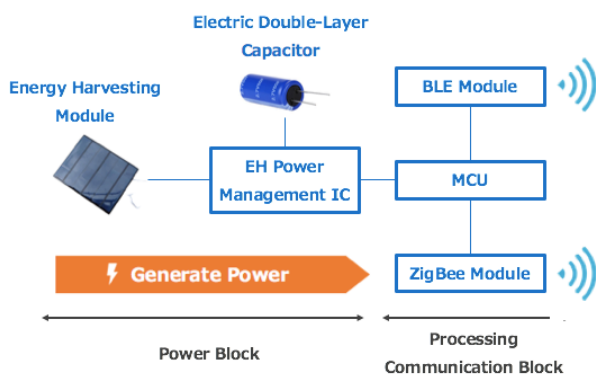 Electric Double-Layer
Capacitor
Energy Harvesting
Module
BLE Module
EH Power
Management IC
MCU
Generate Power
ZigBee Module
Power Block
Processing
Communication Block